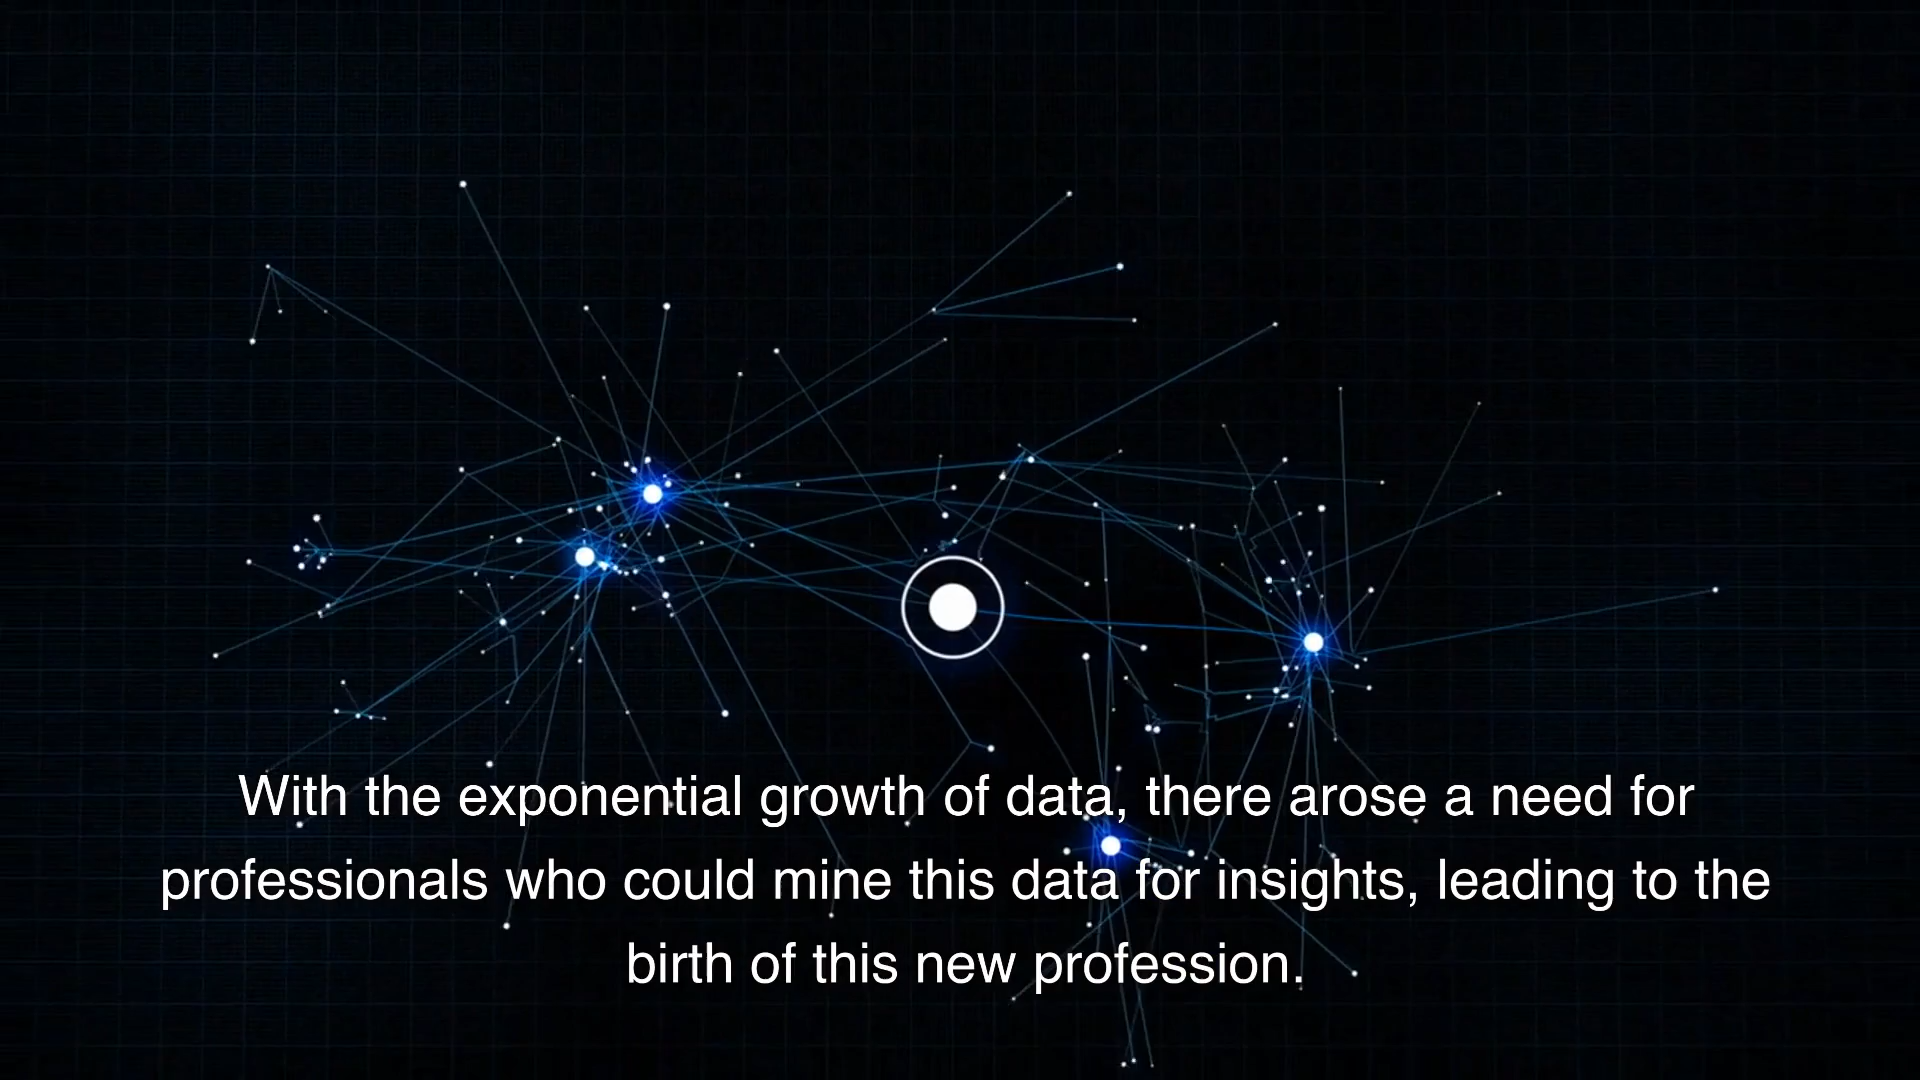 With the exponential growth of data, there arose a need for
professionals who could mine this data for insights, leading to the
birth of this new profession.